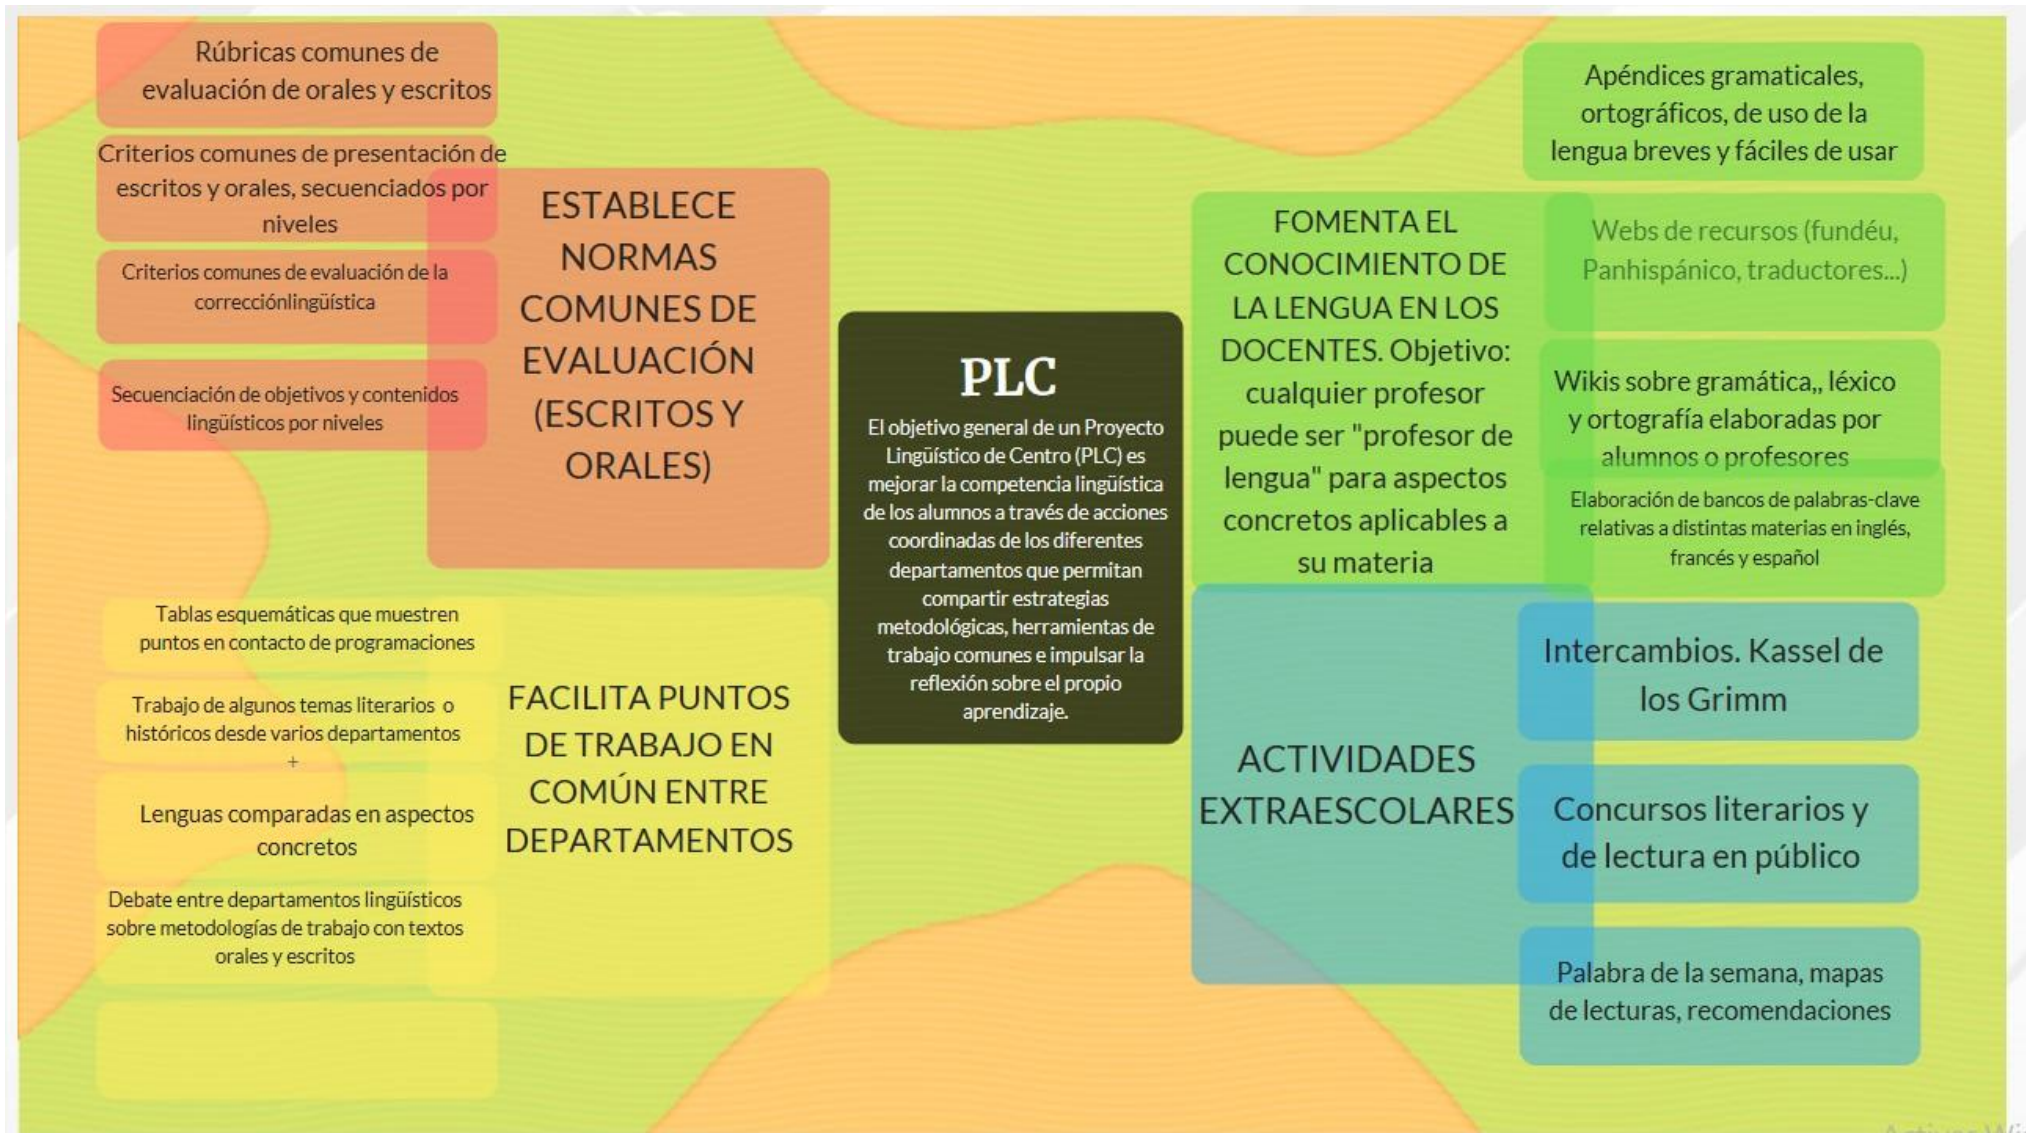 Rúbricas comunes de
evaluación de orales y escritos
Criterios comunes de presentación de
escritos y orales, secuenciados por
niveles
Criterios comunes de evaluación de la
correcciónlingüística
Secuenciación de objetivos y contenidos
lingüísticos por niveles
ESTABLECE
NORMAS
COMUNES DE
EVALUACIÓN
(ESCRITOS Y
ORALES)
Tablas esquemáticas que muestren
puntos en contacto de programaciones
Trabajo de algunos temas literarios o
históricos desde varios departamentos
+
Lenguas comparadas en aspectos
concretos
Debate entre departamentos lingüísticos
sobre metodologías de trabajo con textos
orales y escritos
FACILITA PUNTOS
DE TRABAJO EN
COMÚN ENTRE
DEPARTAMENTOS
PLC
El objetivo general de un Proyecto
Lingüístico de Centro (PLC) es
mejorar la competencia lingüística
de los alumnos a través de acciones
coordinadas de los diferentes
departamentos que permitan
compartir estrategias
metodológicas, herramientas de
trabajo comunes e impulsar la
reflexión sobre el propio
aprendizaje.
FOMENTA EL
CONOCIMIENTO DE
LA LENGUA EN LOS
DOCENTES. Objetivo:
cualquier profesor
puede ser "profesor de
lengua" para aspectos
concretos aplicables a
su materia
Apéndices gramaticales,
ortográficos, de uso de la
lengua breves y fáciles de usar
Webs de recursos (fundéu,
Panhispánico, traductores...)
Wikis sobre gramática,, léxico
y ortografía elaboradas por
alumnos o profesores
Elaboración de bancos de palabras-clave
relativas a distintas materias en inglés,
francés y español
ACTIVIDADES
EXTRAESCOLARES
Intercambios. Kassel de
los Grimm
Concursos literarios y
de lectura en público
Palabra de la semana, mapas
de lecturas, recomendaciones